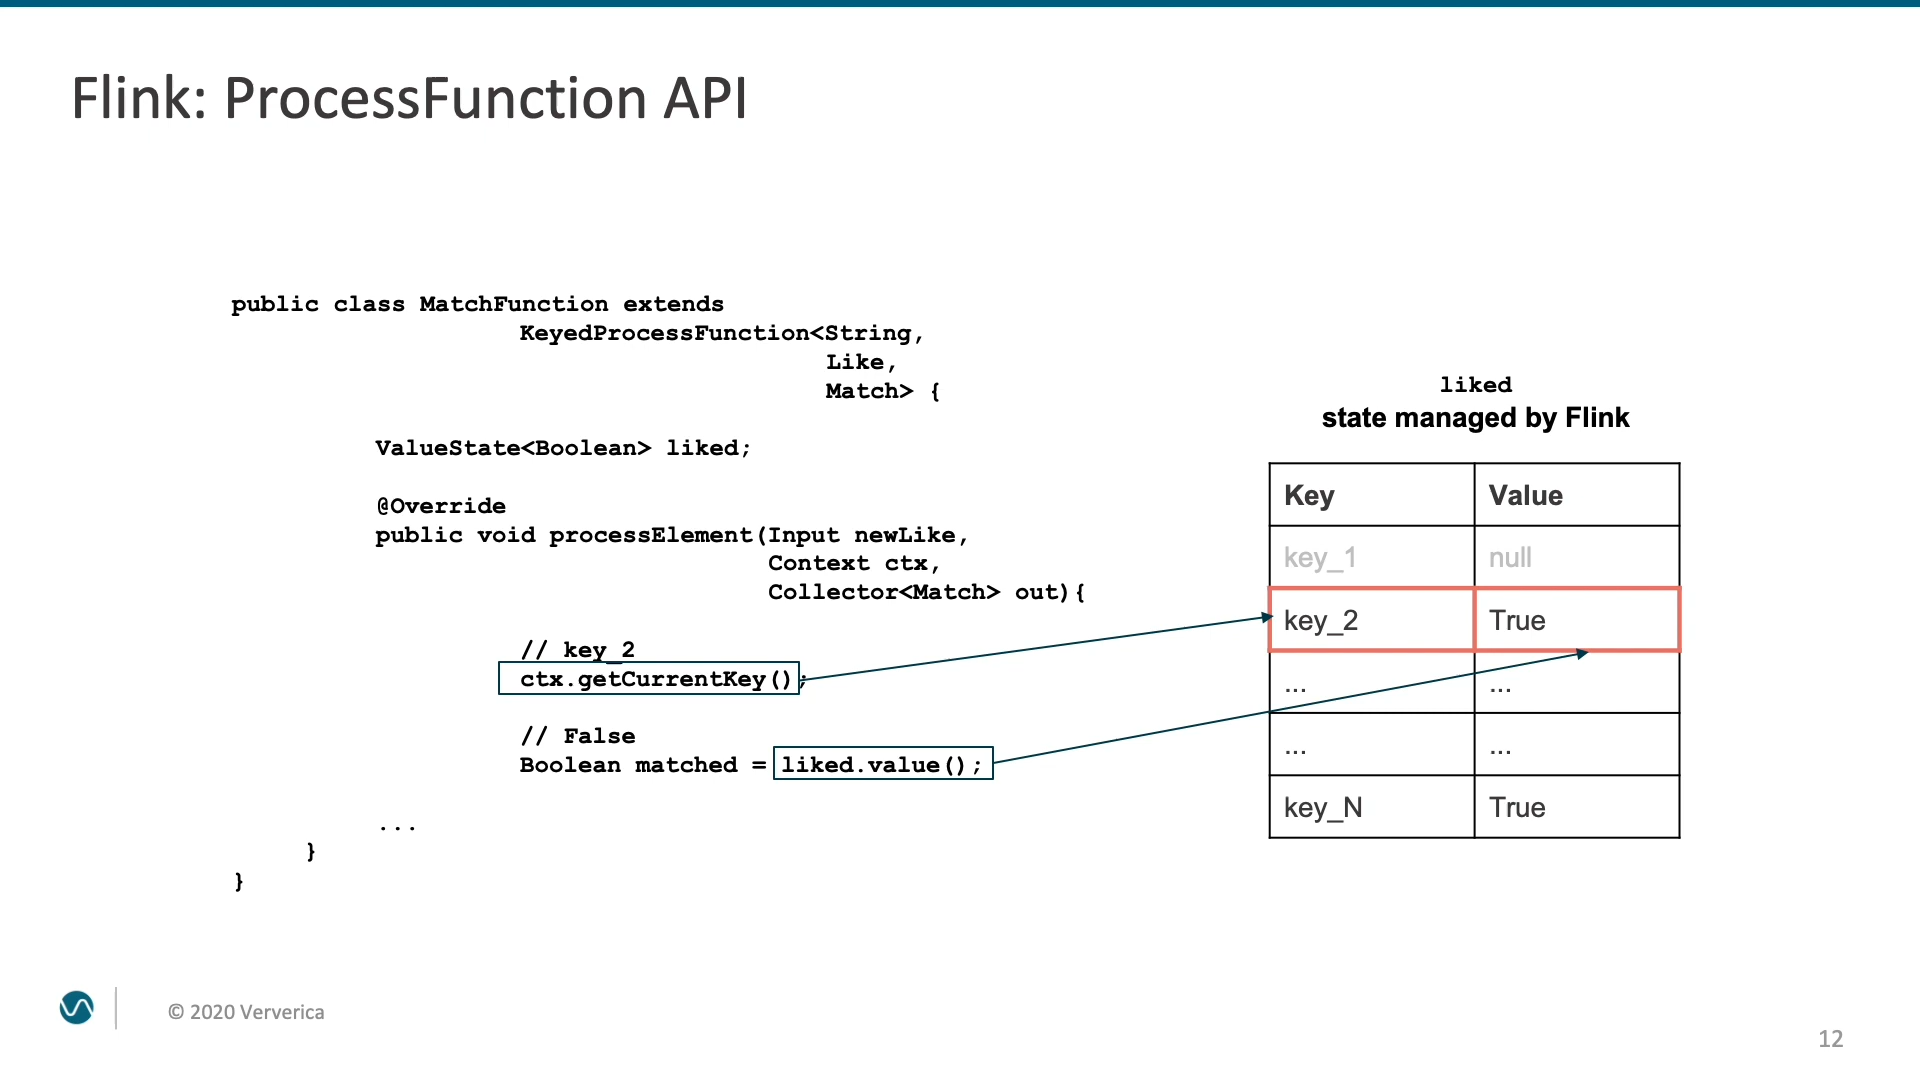 Flink: ProcessFunction API
public class MatchFunction extends
KeyedProcessFunction<String,
Like,
Match> {
ValueState<Boolean> liked;
@Override
public void processElement(Input newLike,
Context ctx,
Collector<Match> out){
// key_2
ctx.getCurrentKey();
// False
Boolean matched = liked.value();
...
}
}
liked
state managed by Flink
Key Value
key_1 null
key_2 True
... ...
... ...
key_N True
© 2020 Ververica
12